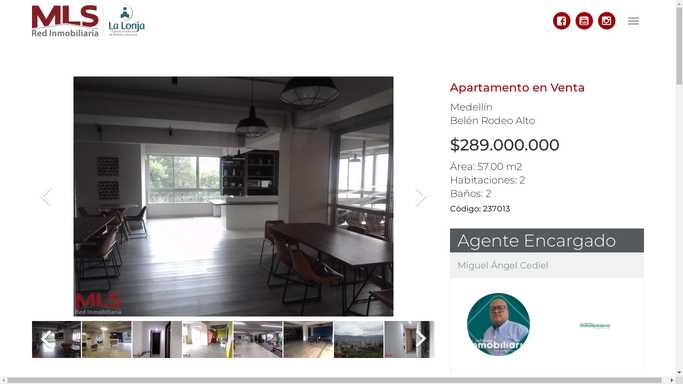 MLS
Red Inmobiliaria
La Lonja
Apartamento en Venta
Medellín
Belén Rodeo Alto
$289.000.000
Área: 57.00 m2
Habitaciones: 2
Baños: 2
Código: 237013
MLS
Red Inmobiliaria
Agente Encargado
Miguel Ángel Cediel